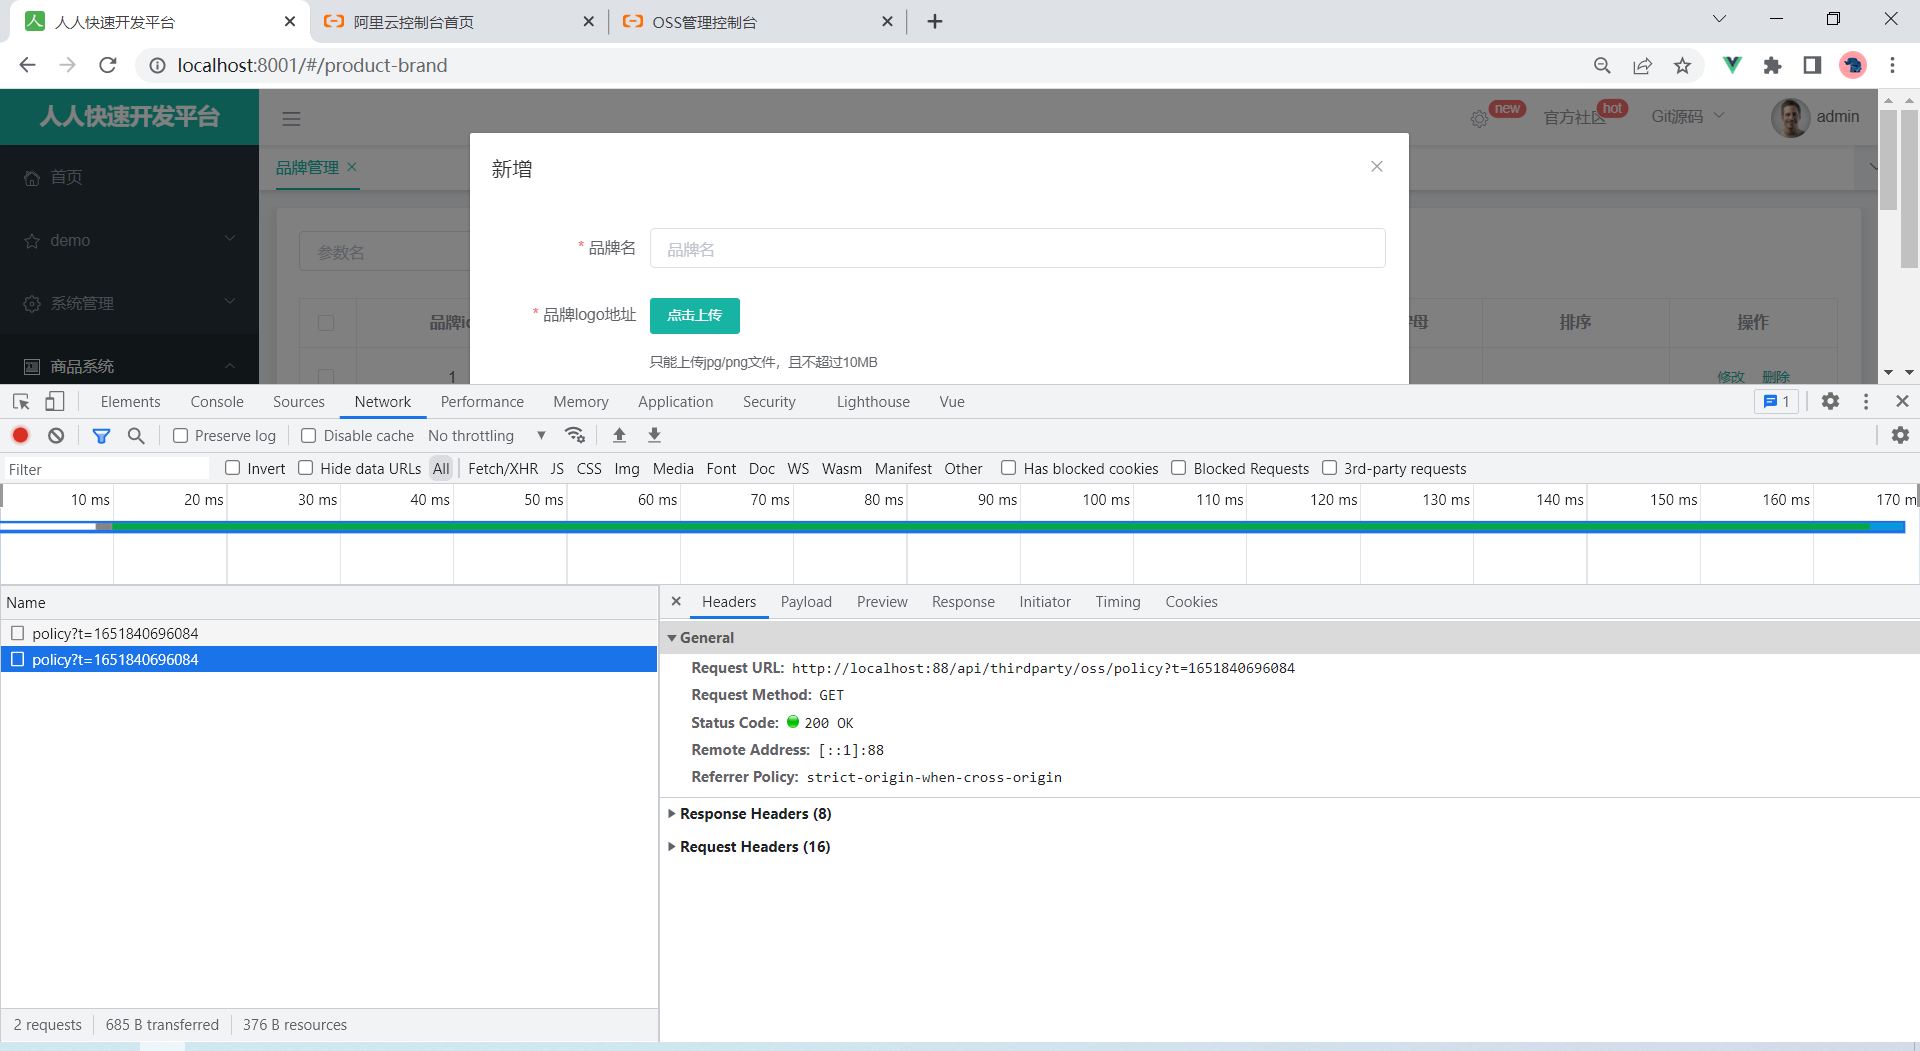 人人快速开发平台
阿里云控制台首页
OSS管理控制台
localhost:8001/#/product-brand
人人快速开发平台
new
官方社区
hot
Git源码
admin
首页
demo
系统管理
商品系统
品牌管理
参数名
品牌id
1
排序
操作
修改 删除
新增
* 品牌名
品牌名
* 品牌logo地址
点击上传
只能上传jpg/png文件，且不超过10MB
Elements Console Sources Network Performance Memory Application Security Lighthouse Vue
1
Preserve log Disable cache No throttling
Filter Invert Hide data URLs All Fetch/XHR JS CSS Img Media Font Doc WS Wasm Manifest Other Has blocked cookies Blocked Requests 3rd-party requests
10 ms 20 ms 30 ms 40 ms 50 ms 60 ms 70 ms 80 ms 90 ms 100 ms 110 ms 120 ms 130 ms 140 ms 150 ms 160 ms 170 m
Name
policy?t=1651840696084
policy?t=1651840696084
Headers Payload Preview Response Initiator Timing Cookies
General
Request URL: http://localhost:88/api/thirdparty/oss/policy?t=1651840696084
Request Method: GET
Status Code: 200 OK
Remote Address: [::1]:88
Referrer Policy: strict-origin-when-cross-origin
Response Headers (8)
Request Headers (16)
2 requests 685 B transferred 376 B resources